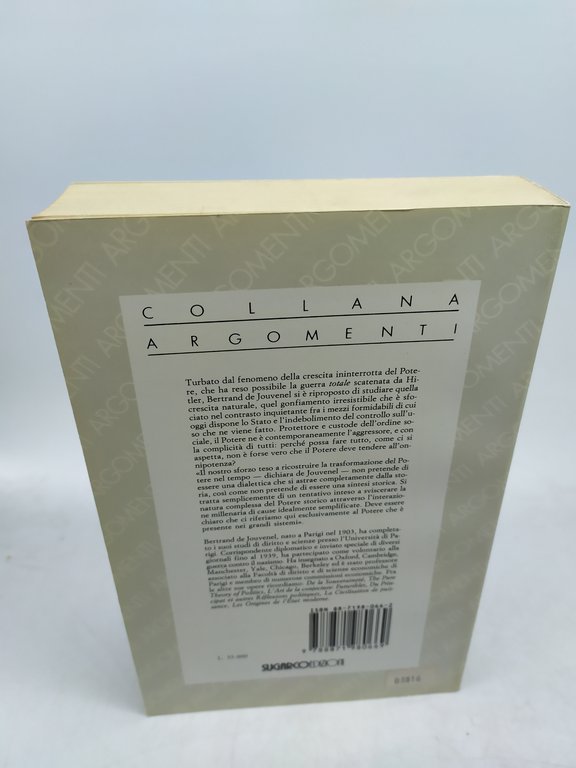 COLLANA
ARGOMENTI
Turbato dal fenomeno della crescita ininterrotta del Pote-
re, che ha reso possibile la guerra totale scatenata da Hi-
tler, Bertrand de Jouvenel si è riproposto di studiare quella
crescita naturale, quel gonfiamento irresistibile che è sfo-
ciato nel contrasto inquietante fra i mezzi formidabili di cui
oggi dispone lo Stato e l'indebolimento del controllo sull'u-
so che ne viene fatto. Protettore e custode dell'ordine so-
ciale, il Potere ne è contemporaneamente l'aggressore, e con
la complicità di tutti: perché possa fare tutto, come ci si
aspetta, non è forse vero che il Potere deve tendere all'on-
nipotenza?
«Il nostro sforzo teso a ricostruire la trasformazione del Po-
tere nel tempo — dichiara de Jouvenel — non pretende di
essere una dialettica che si astrae completamente dalla sto-
ria, così come non pretende di essere una sintesi storica. Si
tratta semplicemente di un tentativo inteso a sviscerare la
natura complessa del Potere storico attraverso l'interazio-
ne millenaria di cause idealmente semplificate. Deve essere
chiaro che ci riferiamo qui esclusivamente al Potere che è
presente nei grandi sistemi».
Bertrand de Jouvenel, nato a Parigi nel 1903, ha completa-
to i suoi studi di diritto e scienze presso l'Università di Pa-
rigi. Corrispondente diplomatico e inviato speciale di diversi
giornali fino al 1939, ha partecipato come volontario alla
guerra contro il nazismo. Ha insegnato a Oxford, Cambridge,
Manchester, Yale, Chicago, Berkeley ed è stato professore
associato alla Facoltà di diritto e di scienze economiche di
Parigi e membro di numerose commissioni economiche. Fra
le altre sue opere ricordiamo: De la Souveraineté, The Pure
Theory of Politics, L'Art de la conjecture: Futuribles, Du Prin-
cipat et autres Réflexions politiques, La Civilisation de puis-
sance, Les Origines de l'État moderne.
ISBN 88-7198-066-2
9 788871 980669
L.
SUGARCOEDIZIONI
03816
ARGOMENTI ARGOMENTI